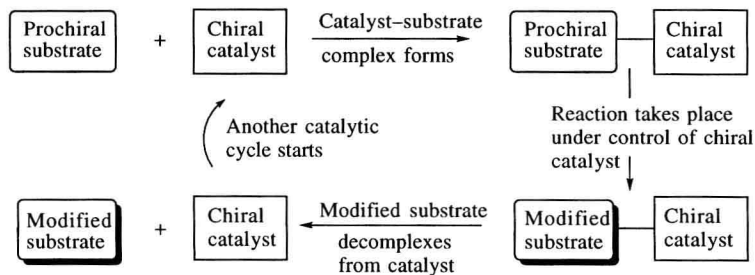 Prochiral
substrate
+
Chiral
catalyst
Catalyst–substrate
complex forms
Prochiral
substrate
Chiral
catalyst
Another catalytic
cycle starts
Reaction takes place
under control of chiral
catalyst
Modified
substrate
+
Chiral
catalyst
Modified substrate
decomplexes
from catalyst
Modified
substrate
Chiral
catalyst